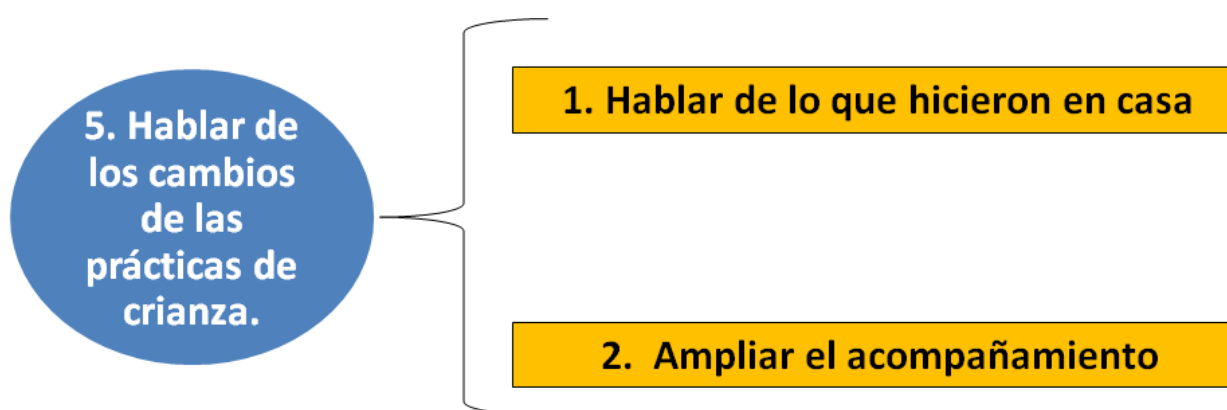 5. Hablar de
los cambios
de las
prácticas de
crianza.
1. Hablar de lo que hicieron en casa
2. Ampliar el acompañamiento